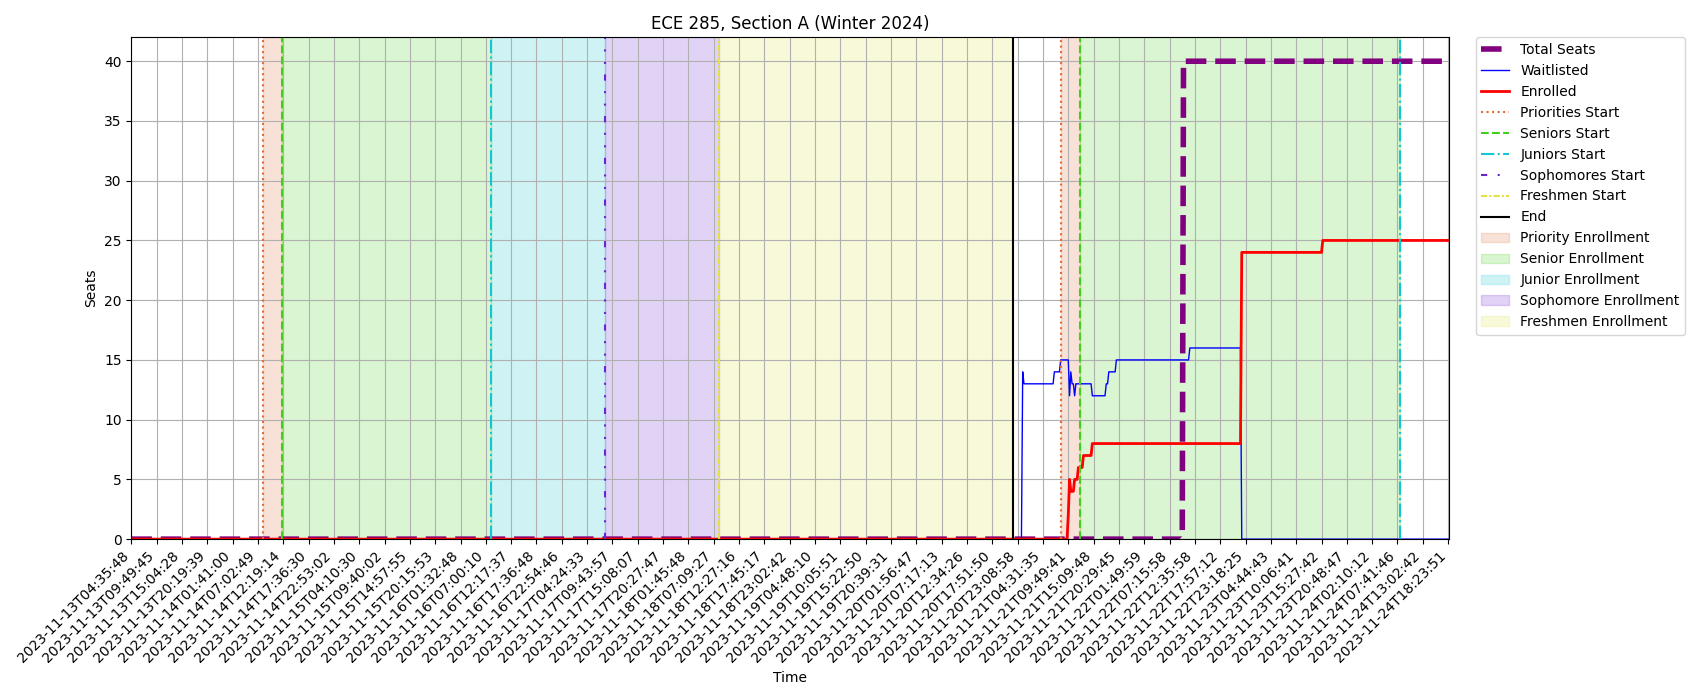 ECE 285, Section A (Winter 2024)
Seats
40
35
30
25
20
15
10
5
0
2023-11-13T04:35:48
2023-11-13T09:49:45
2023-11-13T15:04:28
2023-11-13T20:19:39
2023-11-14T01:41:00
2023-11-14T07:02:49
2023-11-14T12:19:14
2023-11-14T17:36:30
2023-11-14T22:53:02
2023-11-15T04:10:30
2023-11-15T09:40:02
2023-11-15T14:57:55
2023-11-15T20:15:53
2023-11-16T01:32:48
2023-11-16T07:00:10
2023-11-16T12:17:37
2023-11-16T17:36:48
2023-11-16T22:54:46
2023-11-17T04:24:33
2023-11-17T09:43:57
2023-11-17T15:08:07
2023-11-17T20:27:47
2023-11-18T01:45:48
2023-11-18T07:09:27
2023-11-18T12:27:16
2023-11-18T17:45:17
2023-11-18T23:02:42
2023-11-19T04:48:10
2023-11-19T10:05:51
2023-11-19T15:22:50
2023-11-19T20:39:31
2023-11-20T01:56:47
2023-11-20T07:17:13
2023-11-20T12:34:26
2023-11-20T17:51:50
2023-11-20T23:08:58
2023-11-21T04:31:35
2023-11-21T09:49:41
2023-11-21T15:09:48
2023-11-21T20:29:45
2023-11-22T01:49:59
2023-11-22T07:15:58
2023-11-22T12:35:58
2023-11-22T17:57:12
2023-11-22T23:18:25
2023-11-23T04:44:43
2023-11-23T10:06:41
2023-11-23T15:27:42
2023-11-23T20:48:47
2023-11-24T02:10:12
2023-11-24T07:41:46
2023-11-24T13:02:42
2023-11-24T18:23:51
Time
Total Seats
Waitlisted
Enrolled
Priorities Start
Seniors Start
Juniors Start
Sophomores Start
Freshmen Start
End
Priority Enrollment
Senior Enrollment
Junior Enrollment
Sophomore Enrollment
Freshmen Enrollment